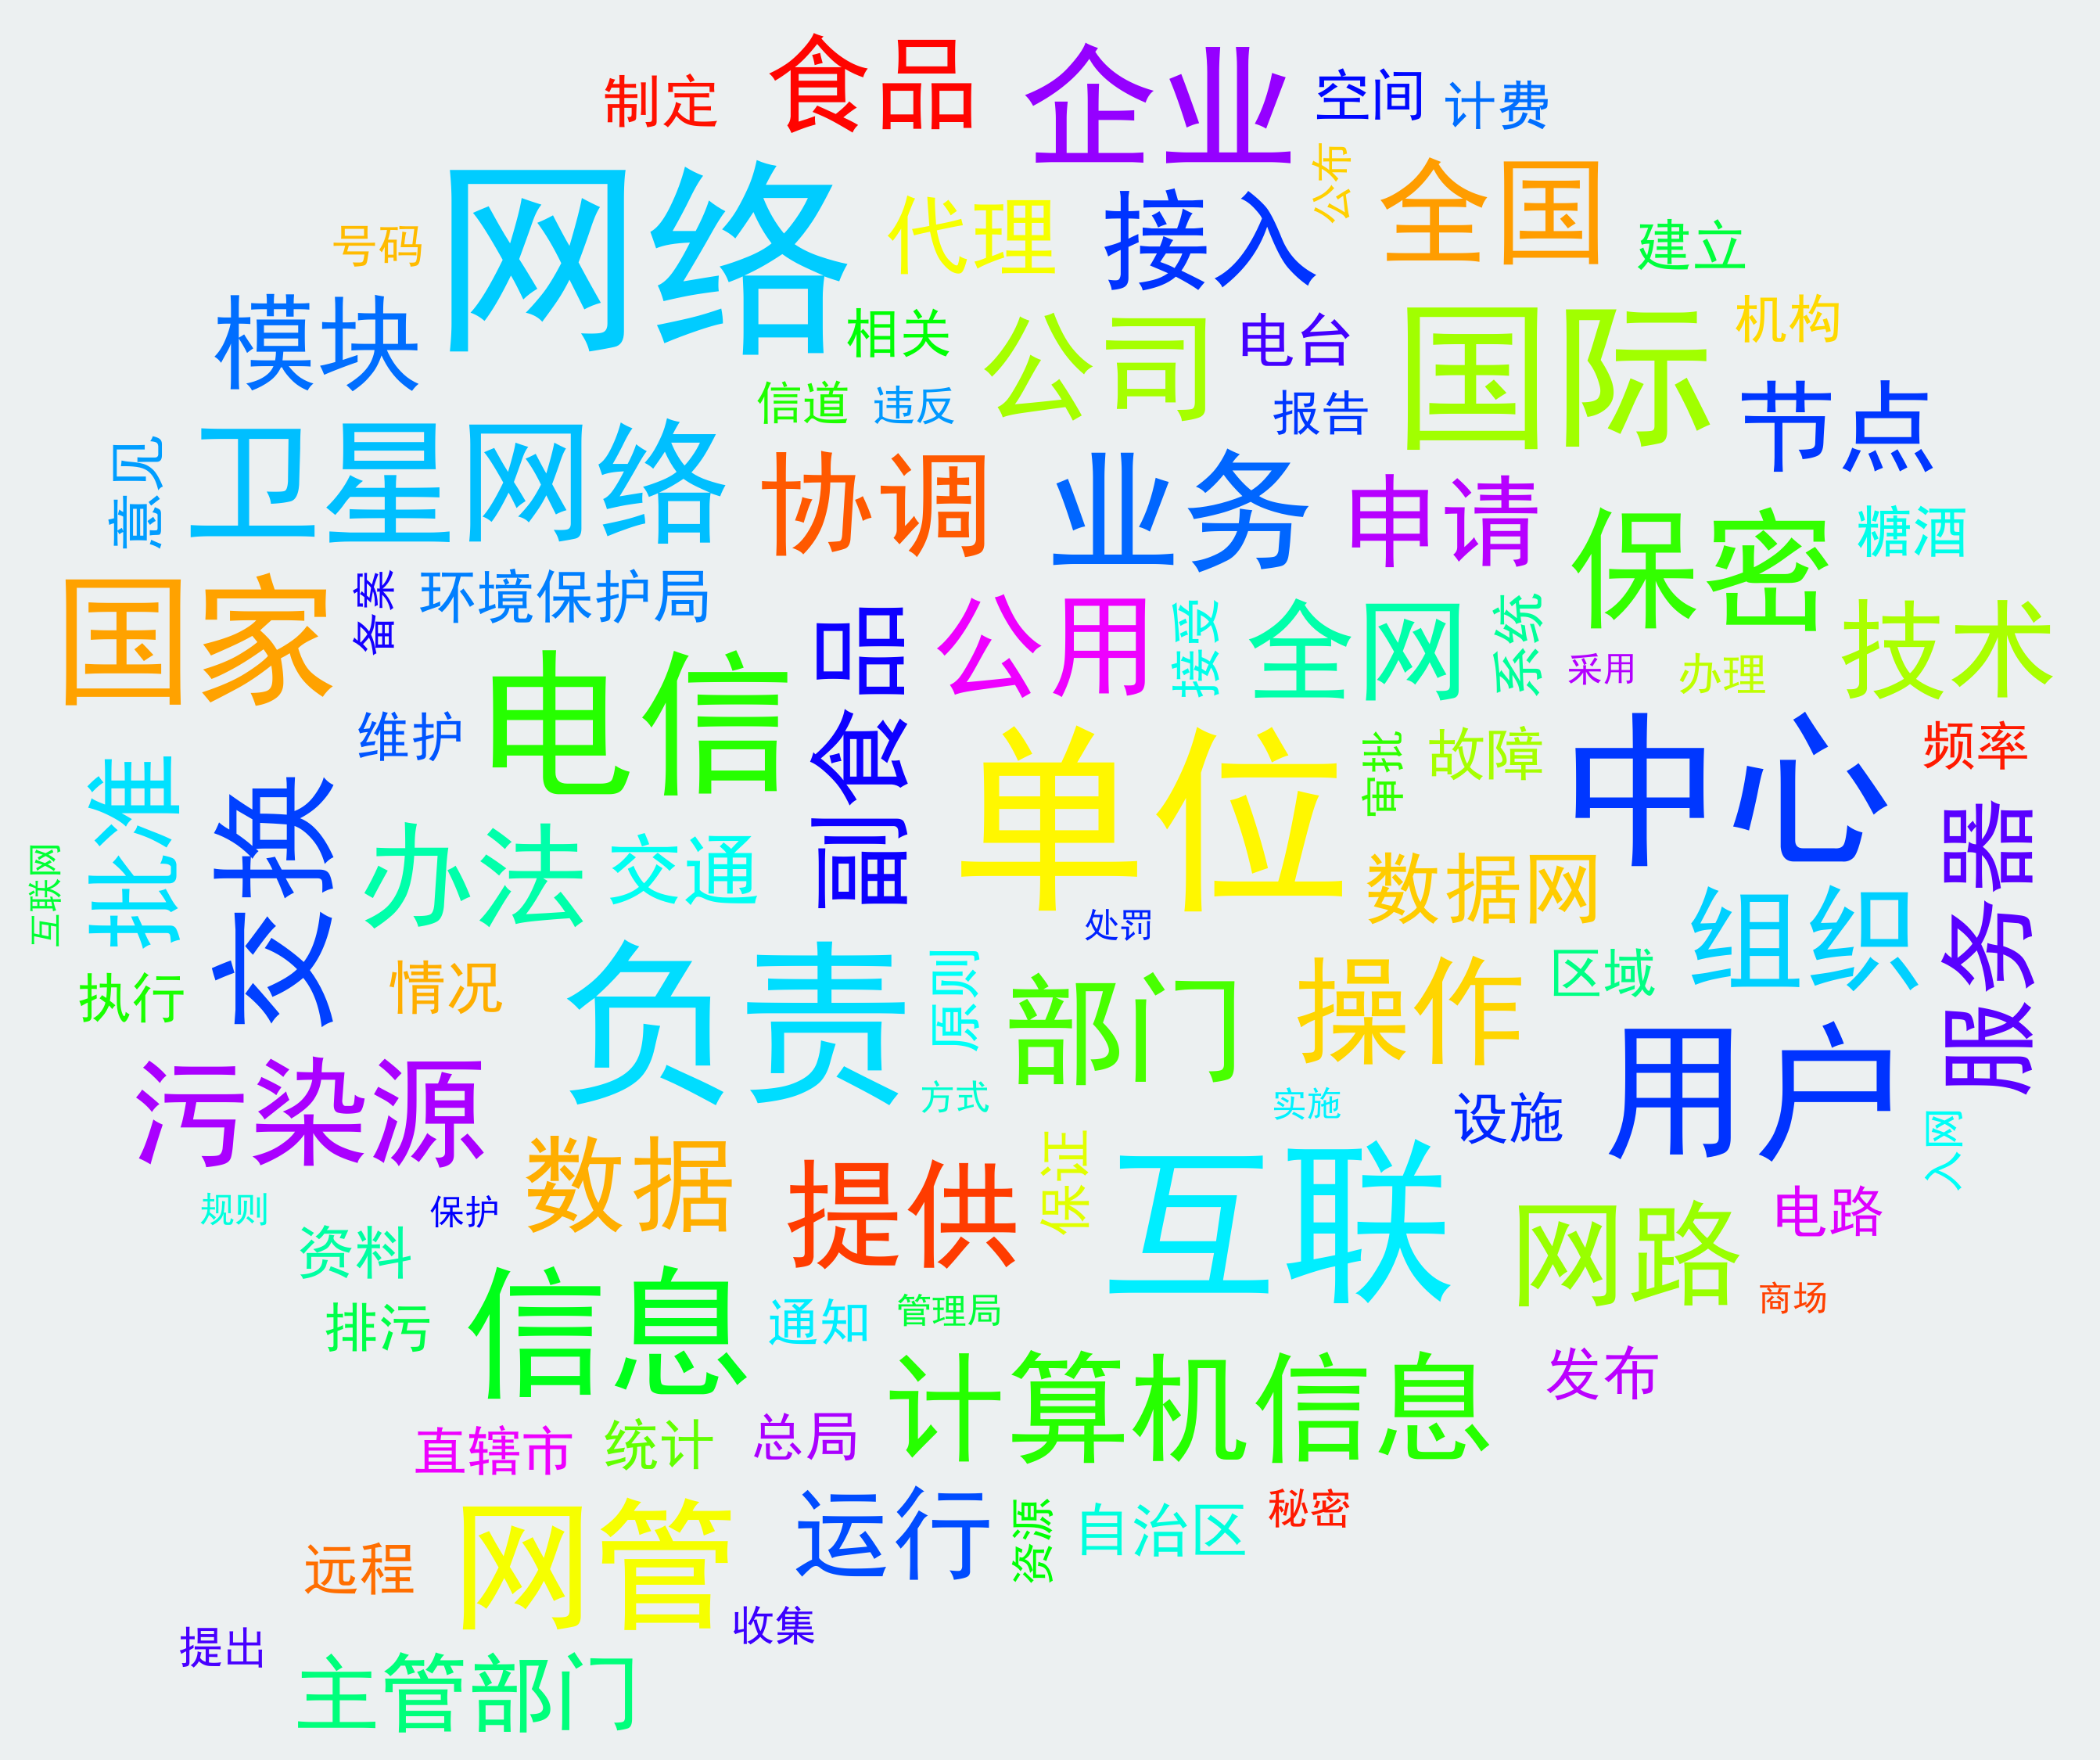 食品
企业
制定
空间
计费
公布
网络
代理
接入
全国
号码
建立
模块
相关
公司
电台
国际
机构
信道
违反
报告
节点
意见
卫星网络
协调
业务
申请
保密
糖酒
国家
备案
环境保护局
副食品
公用
接受
全网
系统
采用
办理
技术
维护
电信
单位
审批
故障
中心
频率
互联网
批准
交换
办法
交通
处罚
数据网
组织
服务器
执行
情况
负责
原则
部门
操作
区域
污染源
方式
实施
设施
用户
入网
规则
保护
数据
提供
保证
互联
网路
电路
资料
排污
信息
通知
管理局
商场
计算机信息
发布
直辖市
统计
总局
网管
运行
资源
自治区
秘密
远程
提出
收集
主管部门